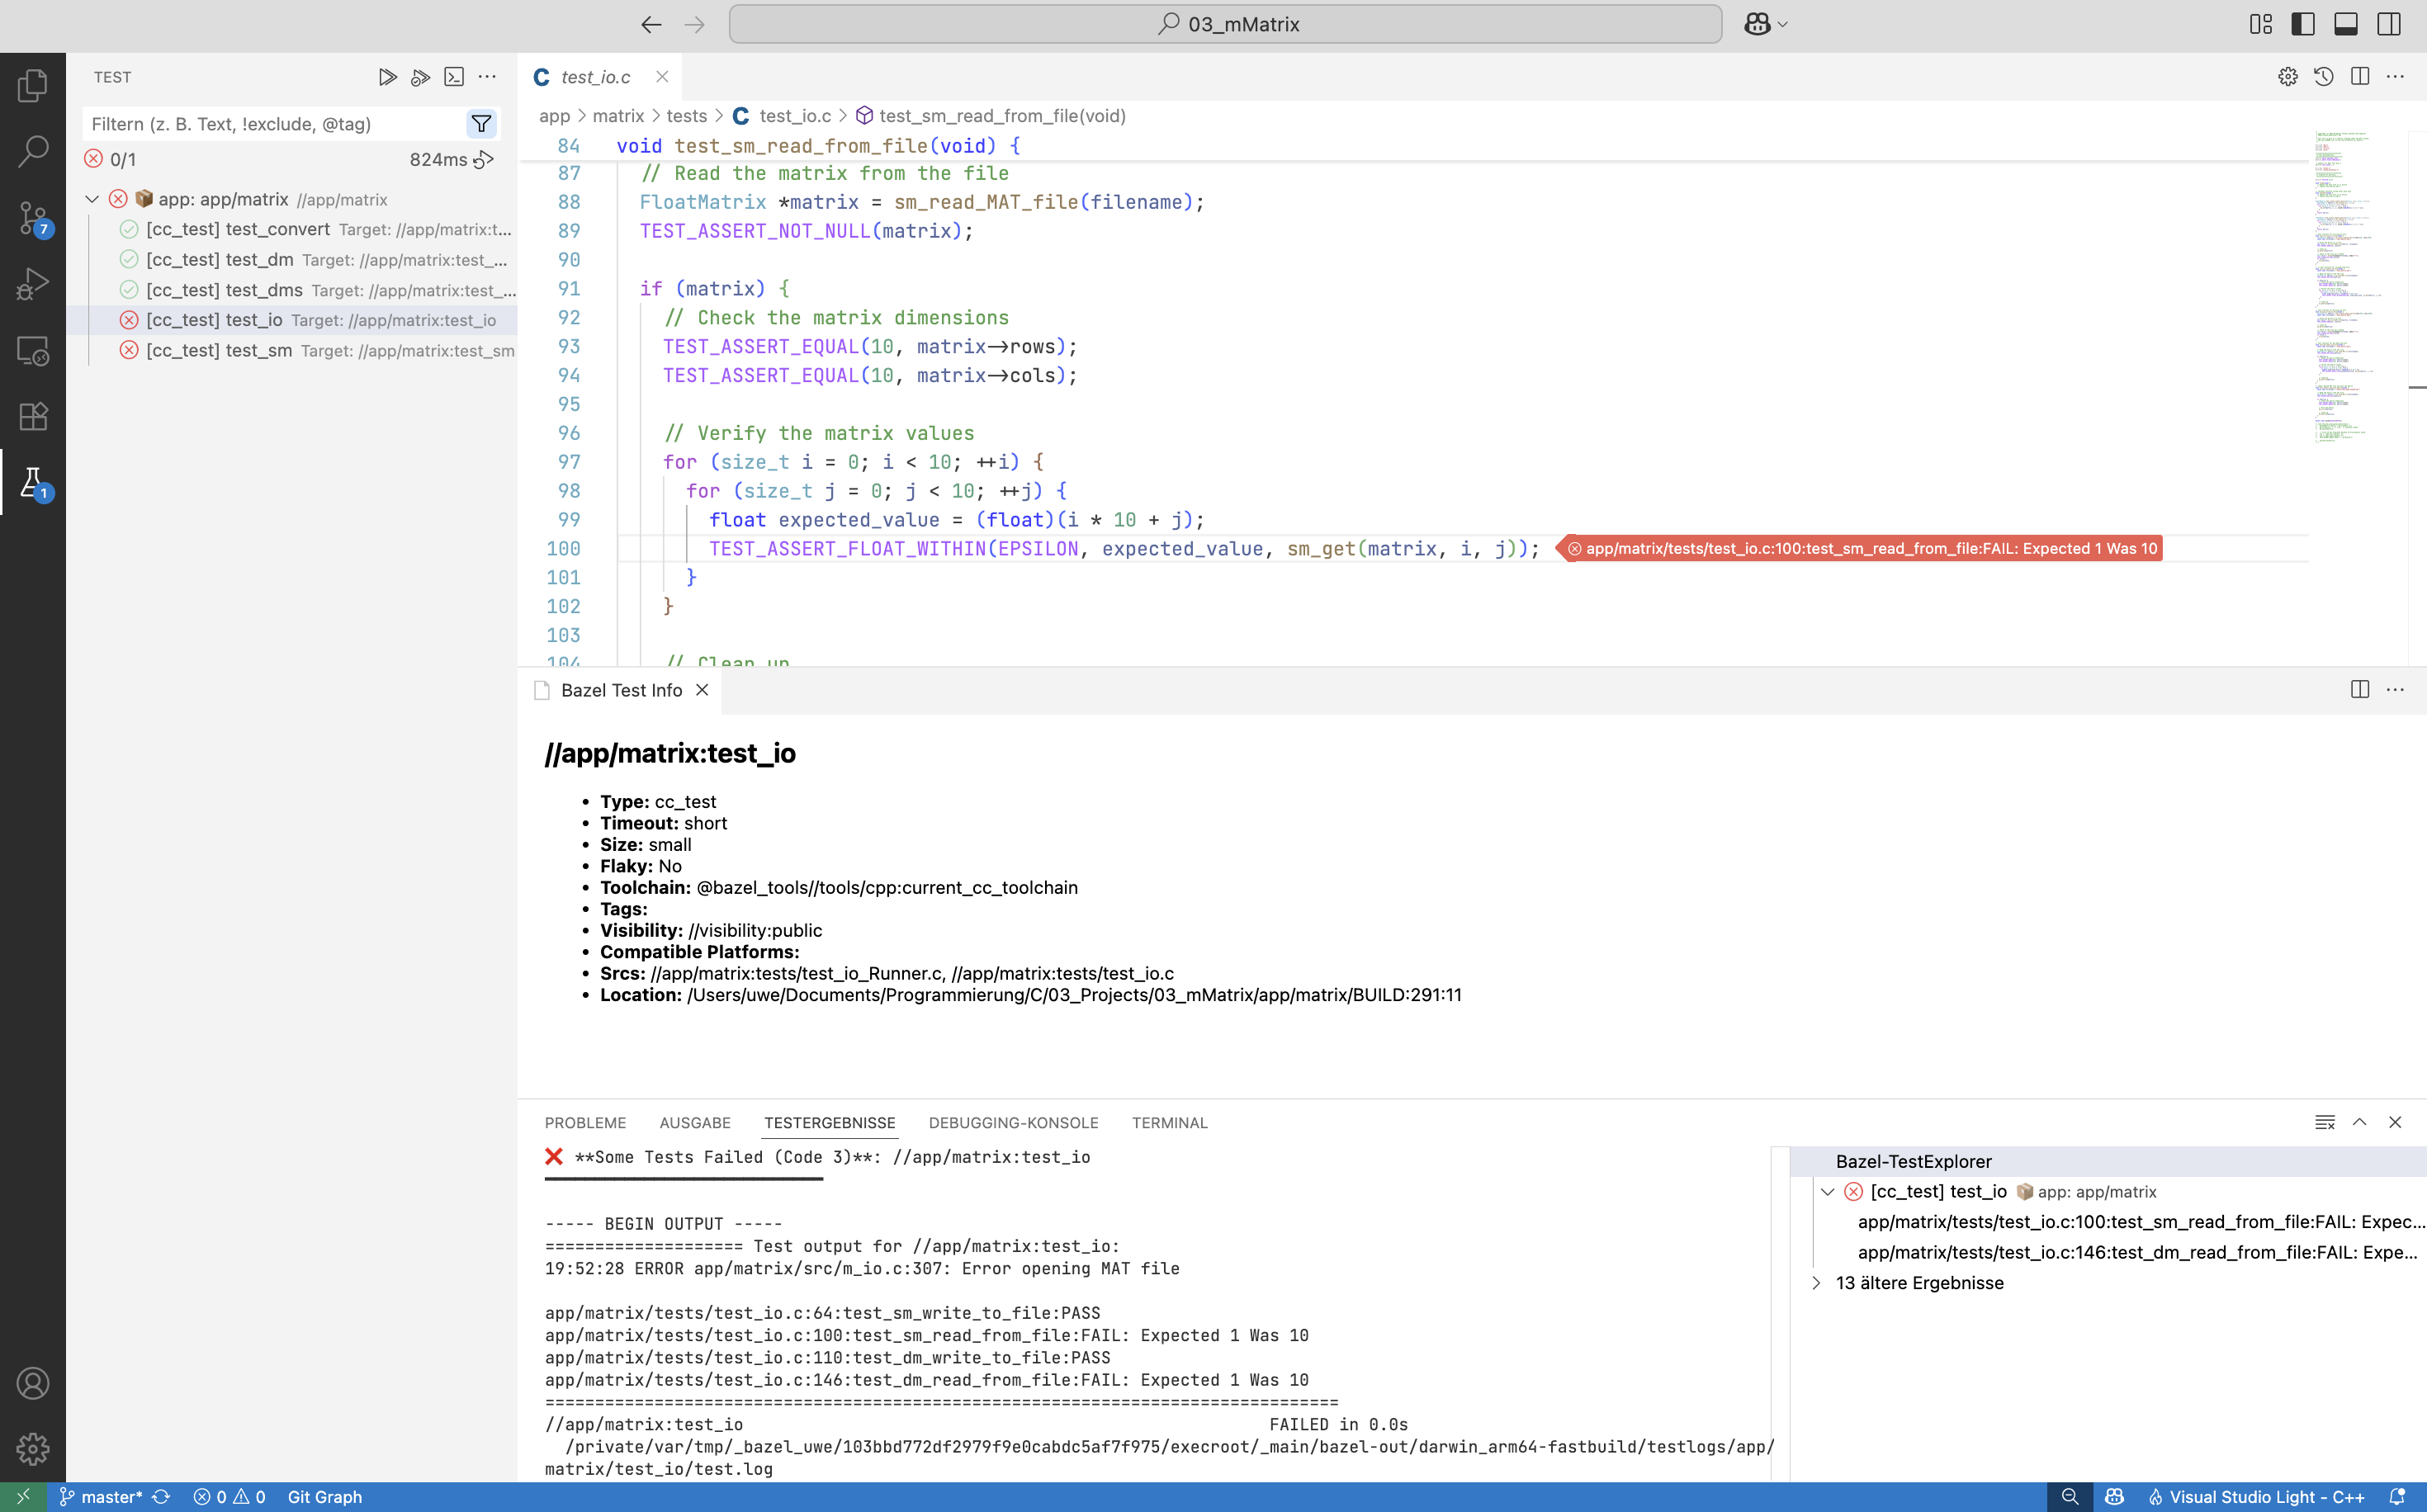 03_mMatrix
TEST
Filtern (z. B. Text, !exclude, @tag)
0/1 824ms
app: app/matrix //app/matrix
[cc_test] test_convert Target: //app/matrix:t...
[cc_test] test_dm Target: //app/matrix:test_...
[cc_test] test_dms Target: //app/matrix:test_...
[cc_test] test_io Target: //app/matrix:test_io
[cc_test] test_sm Target: //app/matrix:test_sm
7
1
C test_io.c
app > matrix > tests > C test_io.c > test_sm_read_from_file(void)
84 void test_sm_read_from_file(void) {
87 // Read the matrix from the file
88 FloatMatrix *matrix = sm_read_MAT_file(filename);
89 TEST_ASSERT_NOT_NULL(matrix);
90
91 if (matrix) {
92 // Check the matrix dimensions
93 TEST_ASSERT_EQUAL(10, matrix->rows);
94 TEST_ASSERT_EQUAL(10, matrix->cols);
95
96 // Verify the matrix values
97 for (size_t i = 0; i < 10; ++i) {
98 for (size_t j = 0; j < 10; ++j) {
99 float expected_value = (float)(i * 10 + j);
100 TEST_ASSERT_FLOAT_WITHIN(EPSILON, expected_value, sm_get(matrix, i, j)); app/matrix/tests/test_io.c:100:test_sm_read_from_file:FAIL: Expected 1 Was 10
101 }
102 }
103
104 // Clean up
Bazel Test Info
//app/matrix:test_io
• Type: cc_test
• Timeout: short
• Size: small
• Flaky: No
• Toolchain: @bazel_tools//tools/cpp:current_cc_toolchain
• Tags:
• Visibility: //visibility:public
• Compatible Platforms:
• Srcs: //app/matrix:tests/test_io_Runner.c, //app/matrix:tests/test_io.c
• Location: /Users/uwe/Documents/Programmierung/C/03_Projects/03_mMatrix/app/matrix/BUILD:291:11
PROBLEME AUSGABE TESTERGEBNISSE DEBUGGING-KONSOLE TERMINAL
❌ **Some Tests Failed (Code 3)**: //app/matrix:test_io
----- BEGIN OUTPUT -----
==================== Test output for //app/matrix:test_io:
19:52:28 ERROR app/matrix/src/m_io.c:307: Error opening MAT file
app/matrix/tests/test_io.c:64:test_sm_write_to_file:PASS
app/matrix/tests/test_io.c:100:test_sm_read_from_file:FAIL: Expected 1 Was 10
app/matrix/tests/test_io.c:110:test_dm_write_to_file:PASS
app/matrix/tests/test_io.c:146:test_dm_read_from_file:FAIL: Expected 1 Was 10
================================================================================
//app/matrix:test_io FAILED in 0.0s
/private/var/tmp/_bazel_uwe/103bbd772df2979f9e0cabdc5af7f975/execroot/_main/bazel-out/darwin_arm64-fastbuild/testlogs/app/
matrix/test_io/test.log
Bazel-TestExplorer
[cc_test] test_io app: app/matrix
app/matrix/tests/test_io.c:100:test_sm_read_from_file:FAIL: Expec...
app/matrix/tests/test_io.c:146:test_dm_read_from_file:FAIL: Expe...
13 ältere Ergebnisse
master* 0 0 Git Graph
Visual Studio Light - C++